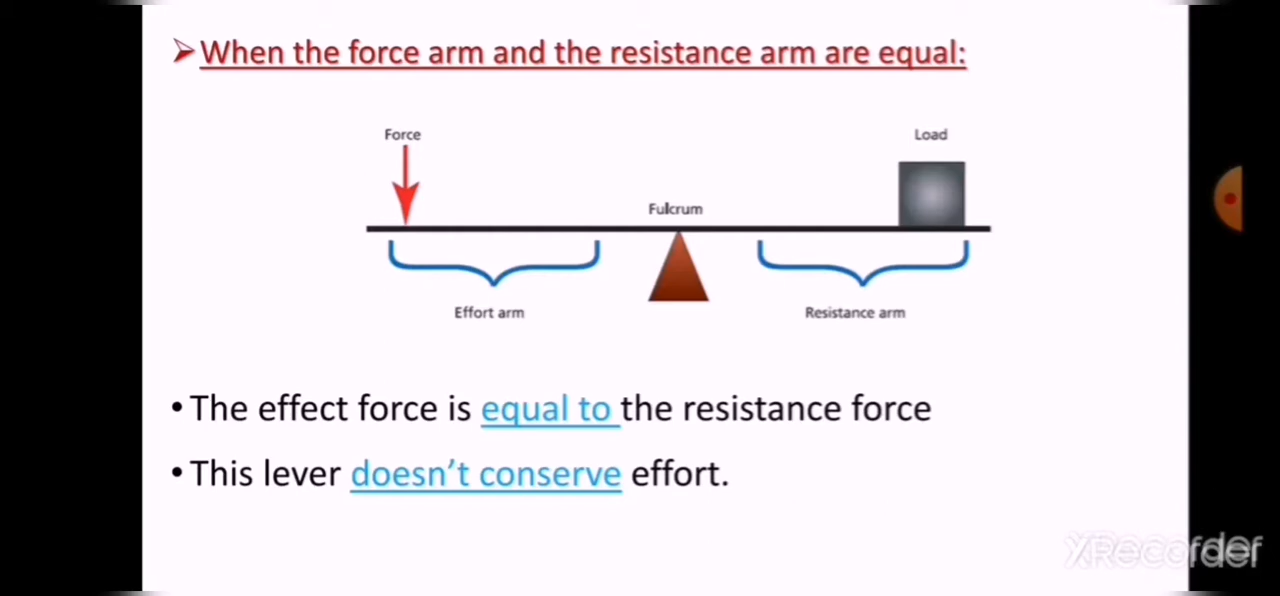 ➢When the force arm and the resistance arm are equal:
Force
Load
Fulcrum
Effort arm
Resistance arm
• The effect force is equal to the resistance force
• This lever doesn't conserve effort.
XRecorder